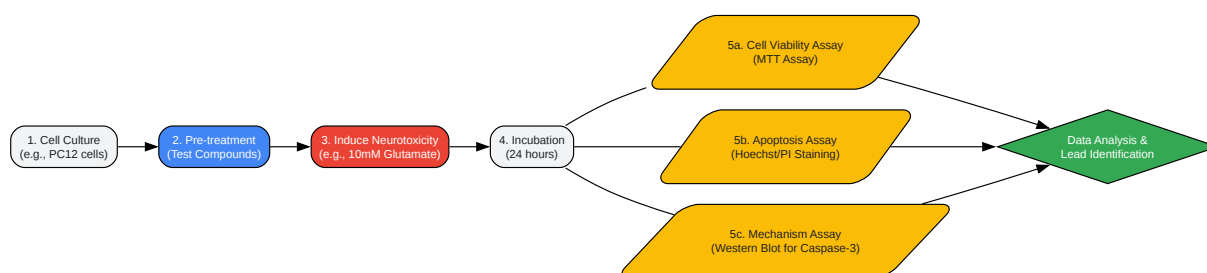 1. Cell Culture
(e.g., PC12 cells)
2. Pre-treatment
(Test Compounds)
3. Induce Neurotoxicity
(e.g., 10mM Glutamate)
4. Incubation
(24 hours)
5a. Cell Viability Assay
(MTT Assay)
5b. Apoptosis Assay
(Hoechst/PI Staining)
5c. Mechanism Assay
(Western Blot for Caspase-3)
Data Analysis &
Lead Identification